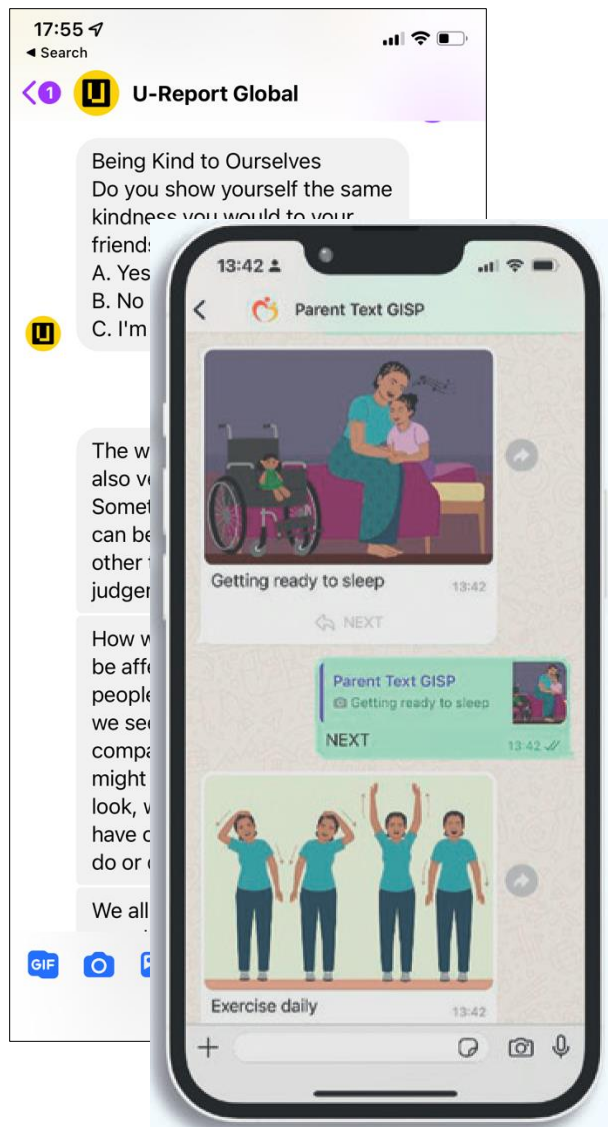 17:55
Search
1
U-Report Global
Being Kind to Ourselves
Do you show yourself the same
kindness you would to your
friends
A. Yes
B. No
C. I'm
The w
also ve
Somet
can be
other
judger
How w
be affe
people
we see
compa
might
look, w
have c
do or
We all
GIF
13:42
Parent Text GISP
Getting ready to sleep
13:42
NEXT
Parent Text GISP
Getting ready to sleep
NEXT
13:42
Exercise daily
13:42